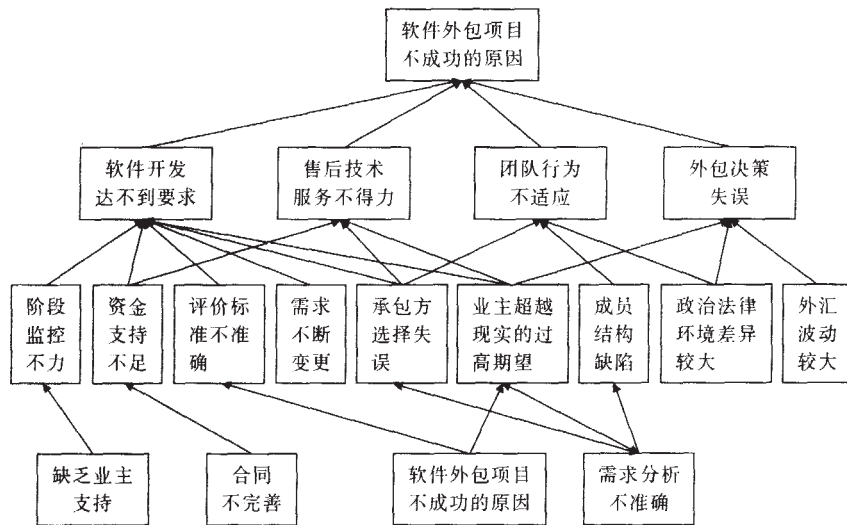 软件外包项目
不成功的原因
软件开发
达不到要求
售后技术
服务不得力
团队行为
不适应
外包决策
失误
阶段
监控
不力
资金
支持
不足
评价标
准不准
确
需求
不断
变更
承包方
选择失
误
业主超越
现实的过
高期望
成员
结构
缺陷
政治法律
环境差异
较大
外汇
波动
较大
缺乏业主
支持
合同
不完善
软件外包项目
不成功的原因
需求分析
不准确